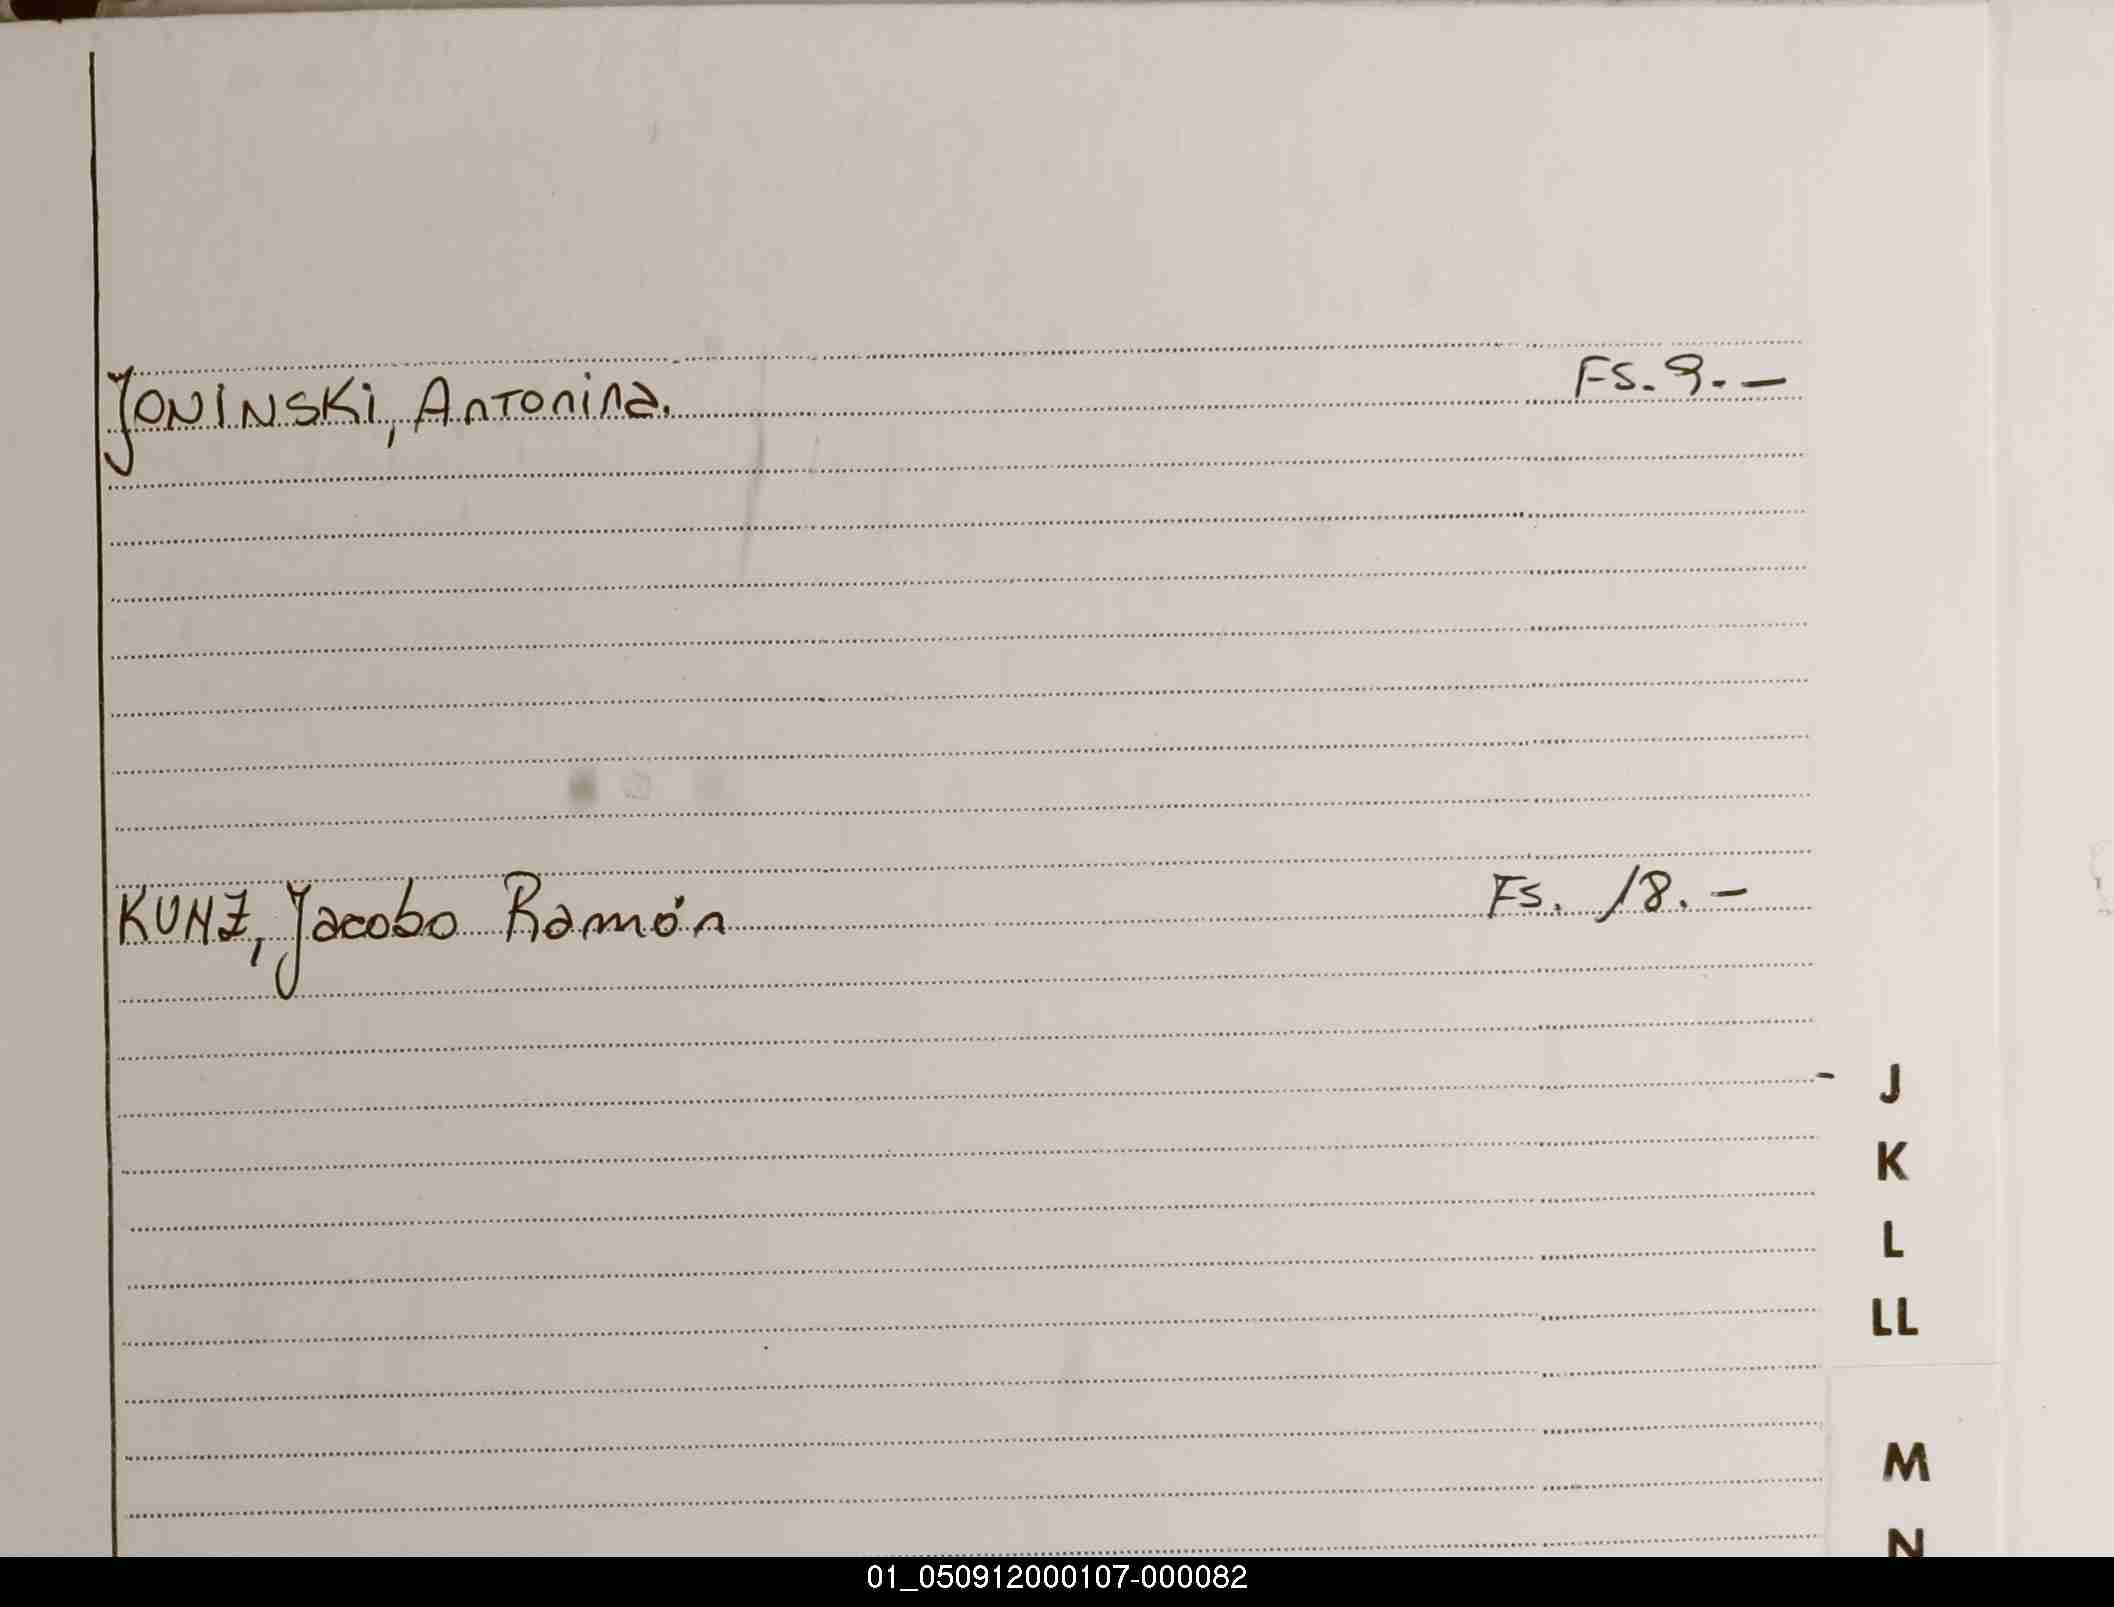 JONINSKi, Antonina. Fs. 9. —
KUNZ, Jacobo Ramón Fs. 18. —
J
K
L
LL
M
N
01_050912000107-000082